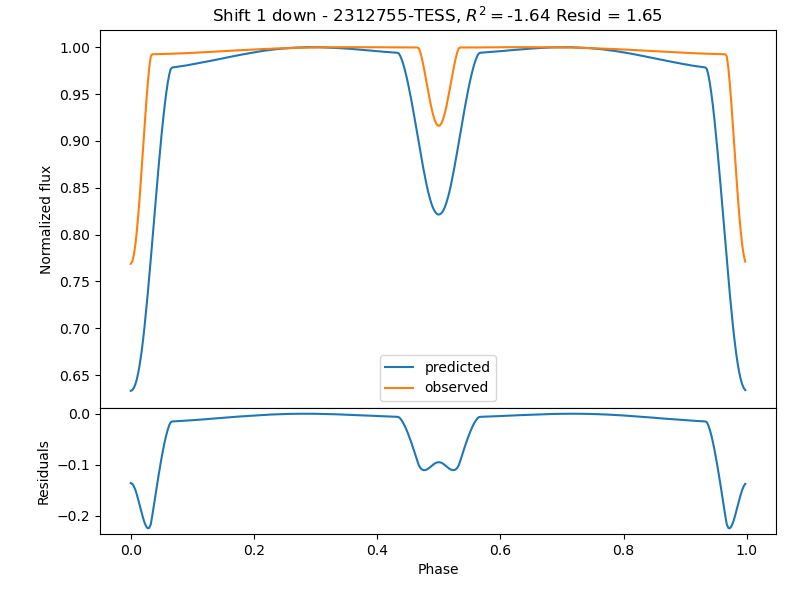 Shift 1 down - 2312755-TESS, $R^2 = $-1.64 Resid = 1.65
1.00
0.95
0.90
0.85
0.80
0.75
0.70
0.65
Normalized flux
predicted
observed
0.0
−0.1
−0.2
Residuals
0.0 0.2 0.4 0.6 0.8 1.0
Phase